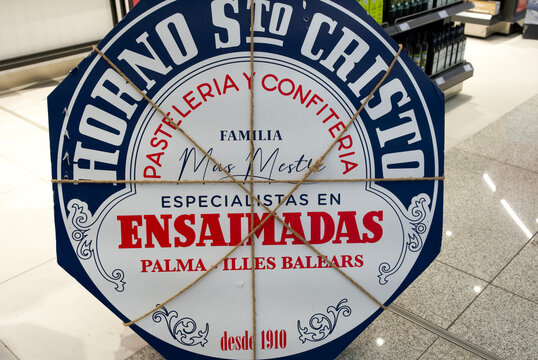 HORNO Sto CRISTO
PASTELERIA Y CONFITERIA
FAMILIA
Mas Mestre
ESPECIALISTAS EN
ENSAIMADAS
PALMA - ILLES BALEARS
desde 1910